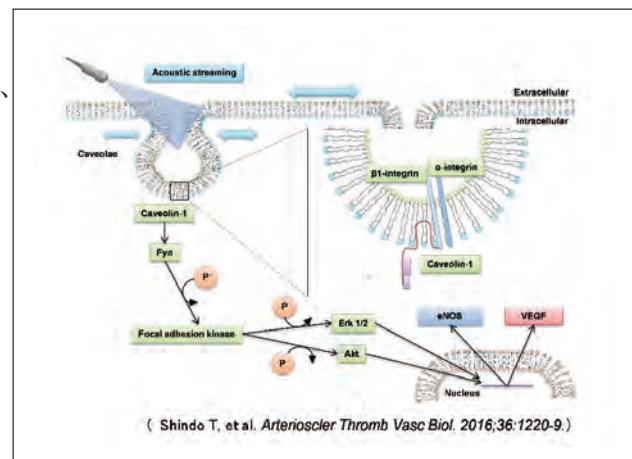 、
Acoustic streaming
Extracellular
Intracellular
Caveolae
β1-integrin
α-integrin
Caveolin-1
Caveolin-1
Fyn
P
P
eNOS
VEGF
Focal adhesion kinase
Erk 1/2
P
Akt
Nucleus
( Shindo T, et al. Arterioscler Thromb Vasc Biol. 2016;36:1220-9.)